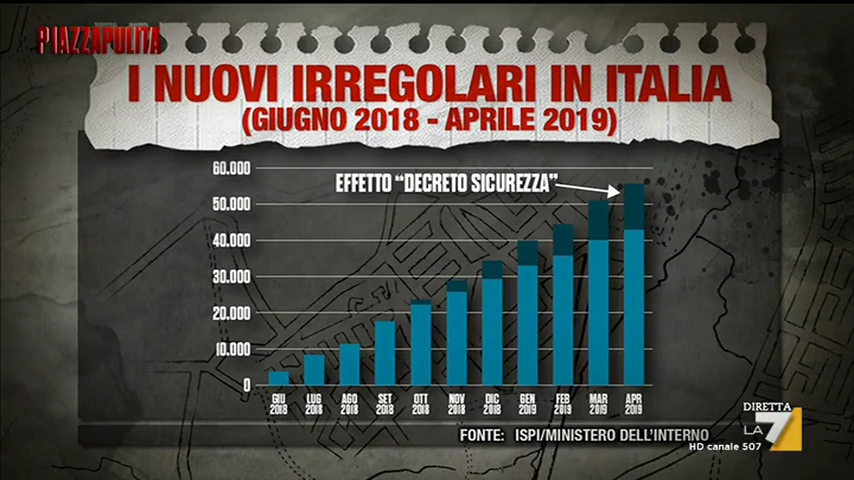 PIAZZAPULITA
I NUOVI IRREGOLARI IN ITALIA
(GIUGNO 2018 - APRILE 2019)
60.000
EFFETTO "DECRETO SICUREZZA"
50.000
40.000
30.000
20.000
10.000
0
GIU LUG AGO SET OTT NOV DIC GEN FEB MAR APR
2018 2018 2018 2018 2018 2018 2018 2019 2019 2019 2019
FONTE: ISPI/MINISTERO DELL'INTERNO
DIRETTA
LA 7
HD canale 507